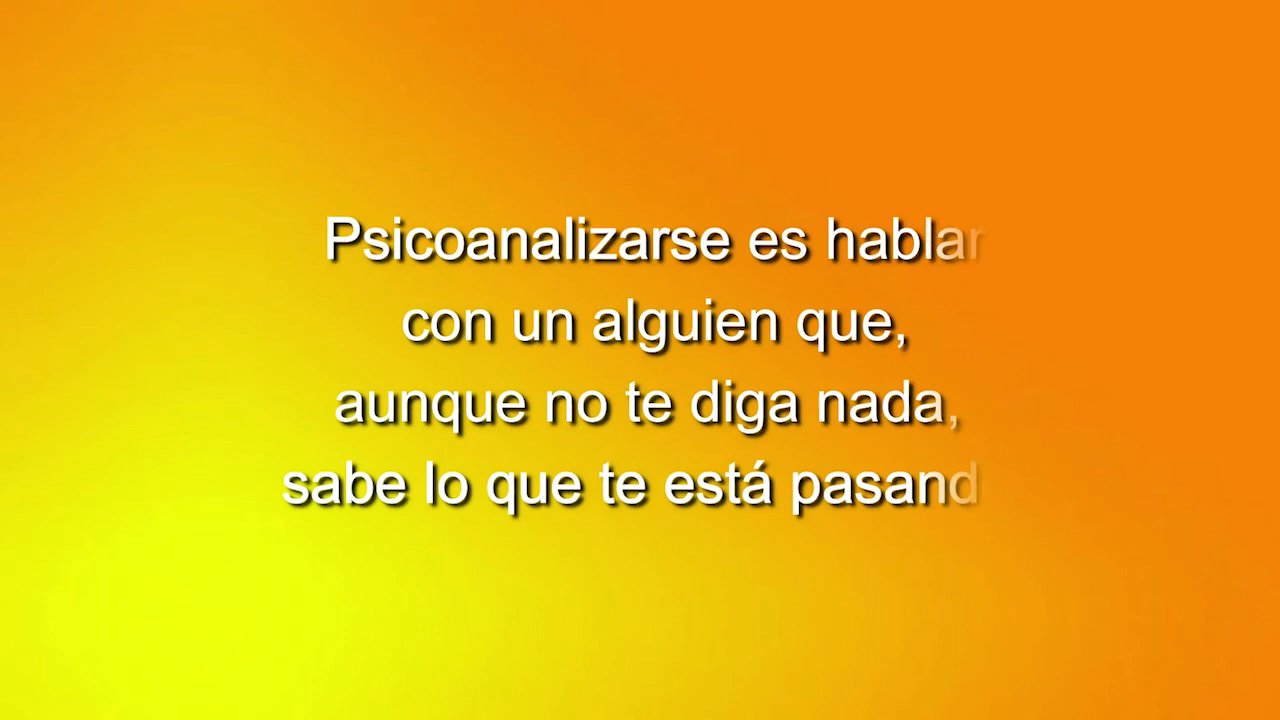 Psicoanalizarse es hablar
con un alguien que,
aunque no te diga nada,
sabe lo que te está pasand